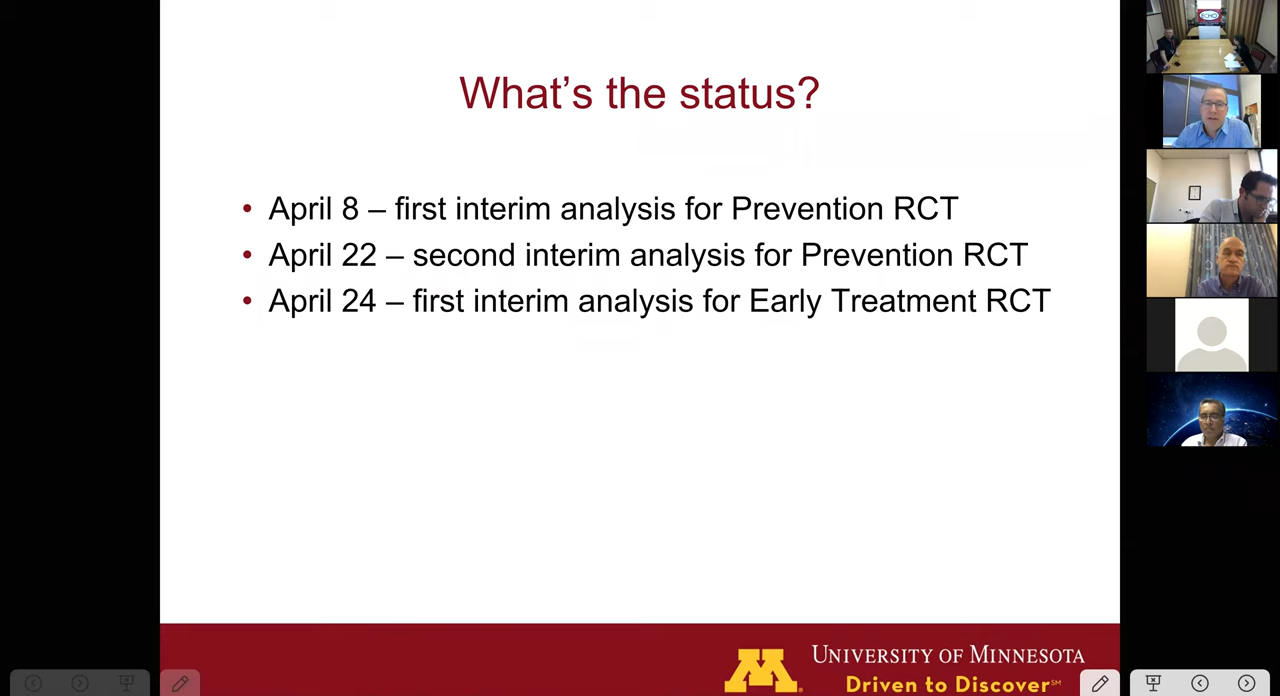 What's the status?
• April 8 – first interim analysis for Prevention RCT
• April 22 – second interim analysis for Prevention RCT
• April 24 – first interim analysis for Early Treatment RCT
ECHO
M
UNIVERSITY OF MINNESOTA
Driven to Discover℠